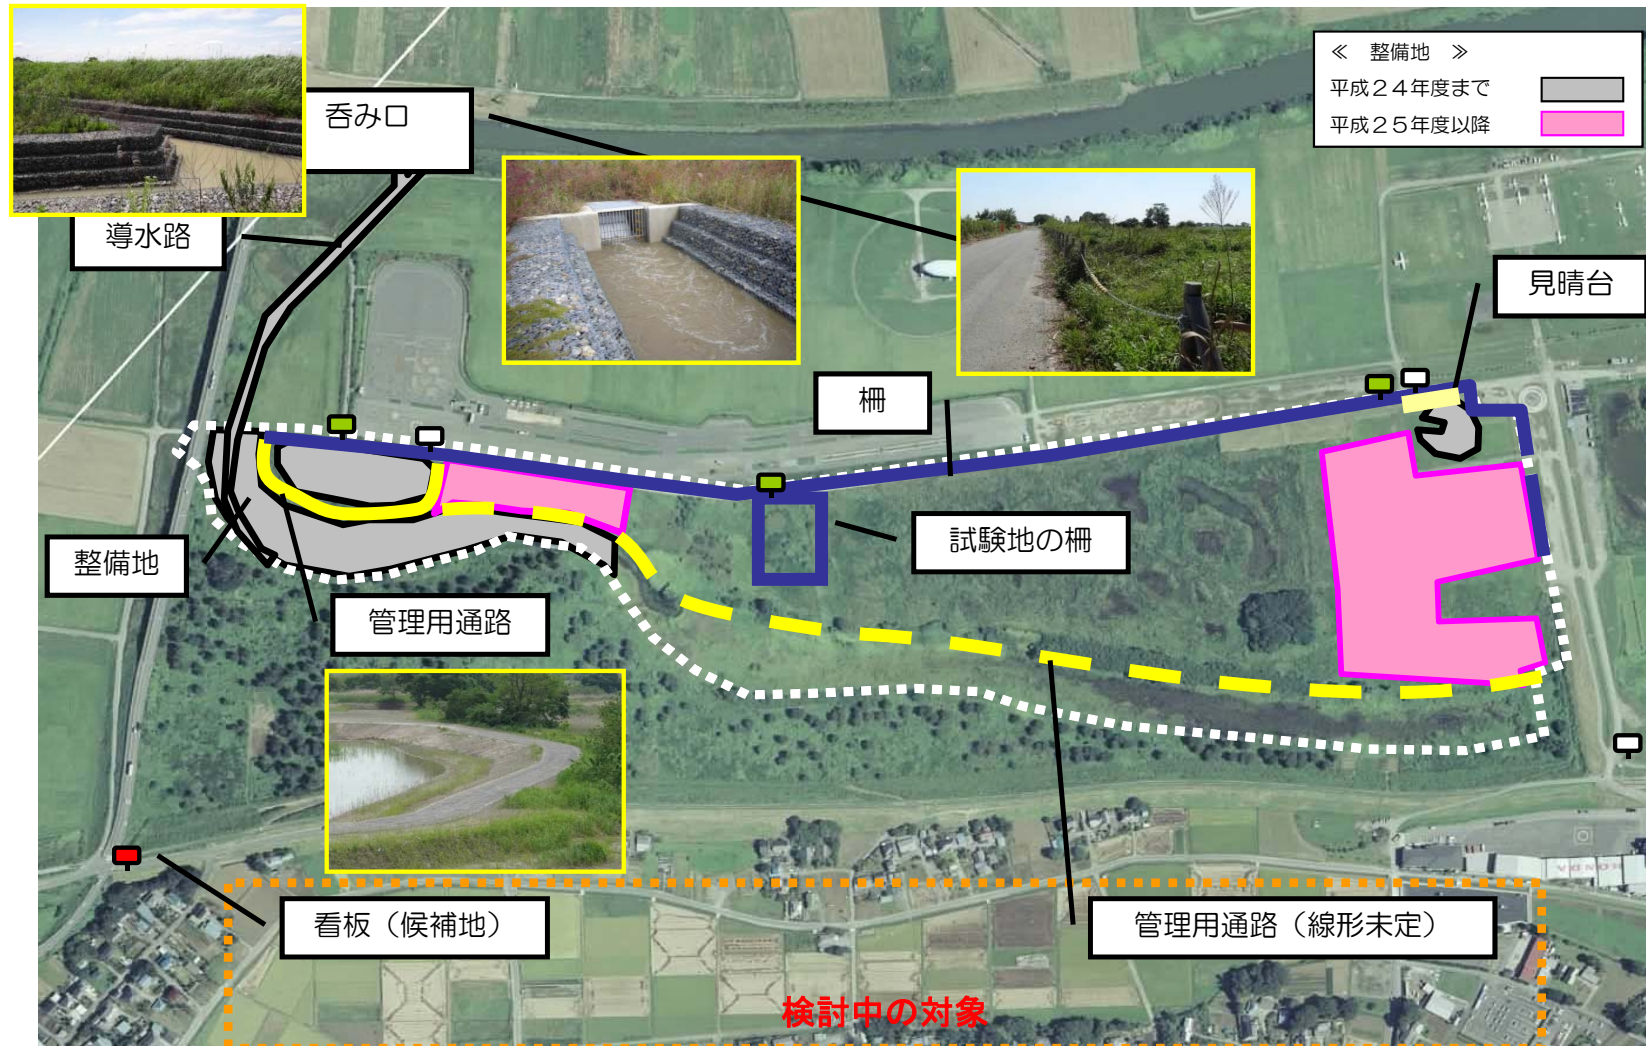 ≪ 整備地 ≫
平成２４年度まで
平成２５年度以降
呑み口
導水路
見晴台
柵
試験地の柵
整備地
管理用通路
看板（候補地）
管理用通路（線形未定）
検討中の対象
HONDA